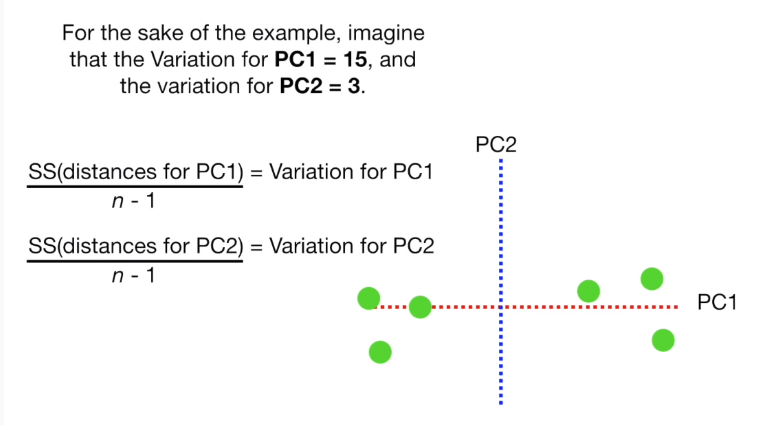 For the sake of the example, imagine
that the Variation for PC1 = 15, and
the variation for PC2 = 3.
PC2
SS(distances for PC1) = Variation for PC1
n - 1
SS(distances for PC2) = Variation for PC2
n - 1
PC1